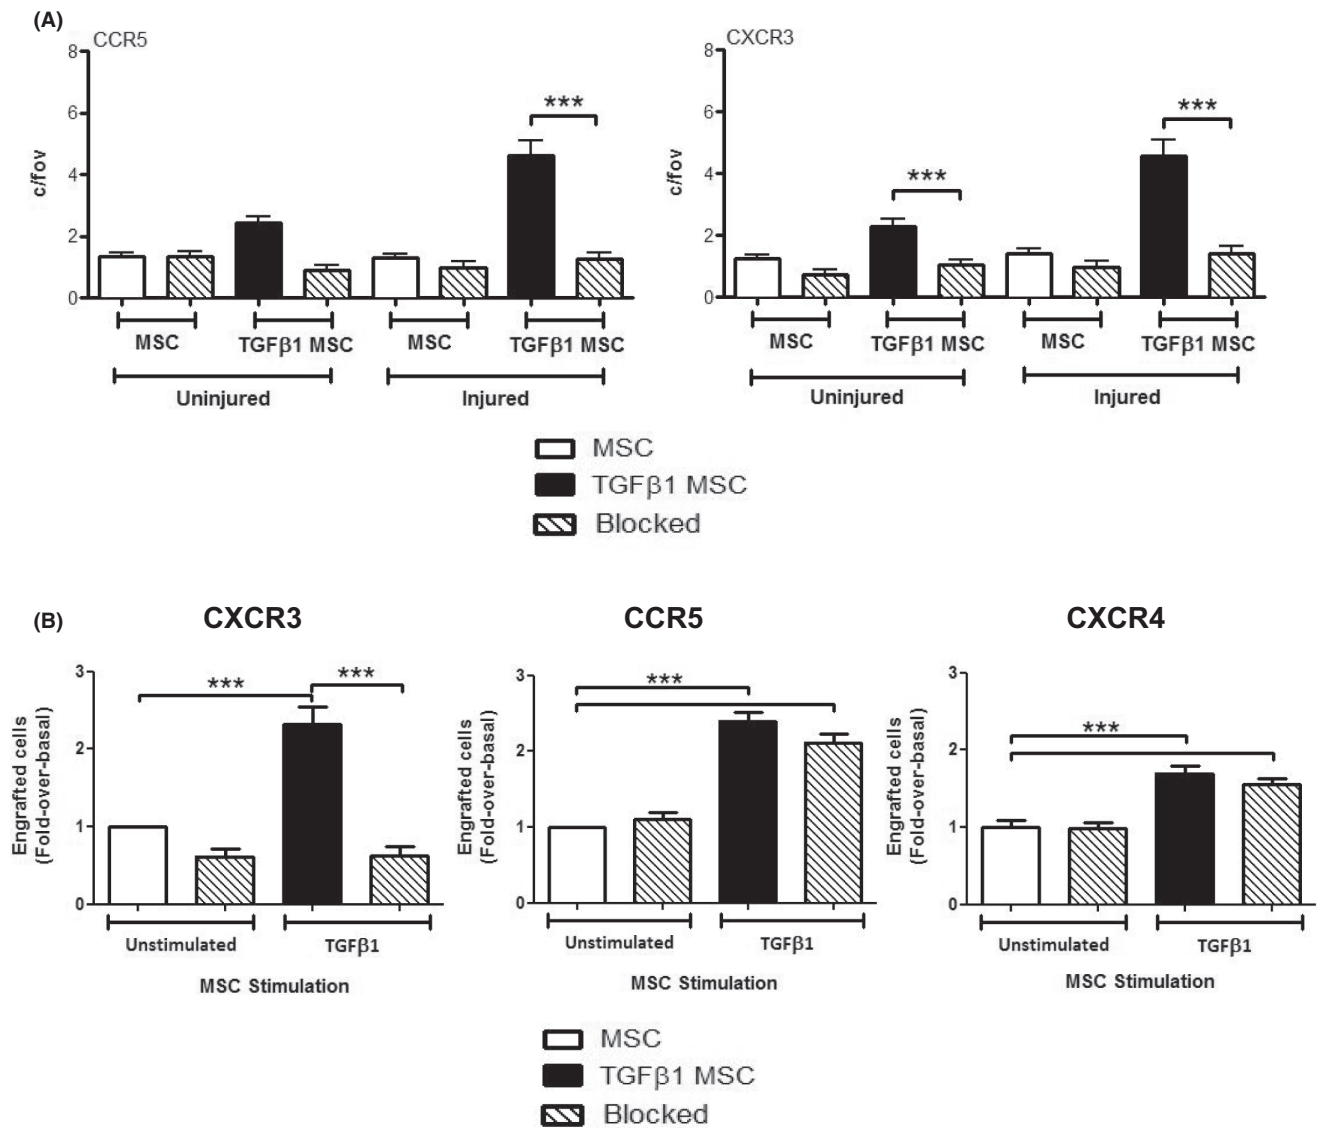 (A)
CCR5
8
6
4
2
0
c/fov
***
MSC
TGFβ1 MSC
MSC
TGFβ1 MSC
Uninjured
Injured
CXCR3
8
6
4
2
0
c/fov
***
***
MSC
TGFβ1 MSC
MSC
TGFβ1 MSC
Uninjured
Injured
MSC
TGFβ1 MSC
Blocked
(B)
CXCR3
3
2
1
0
Engrafted cells
(Fold-over-basal)
***
***
Unstimulated
TGFβ1
MSC Stimulation
CCR5
3
2
1
0
Engrafted cells
(Fold-over-basal)
***
Unstimulated
TGFβ1
MSC Stimulation
CXCR4
3
2
1
0
Engrafted cells
(Fold-over-basal)
***
Unstimulated
TGFβ1
MSC Stimulation
MSC
TGFβ1 MSC
Blocked